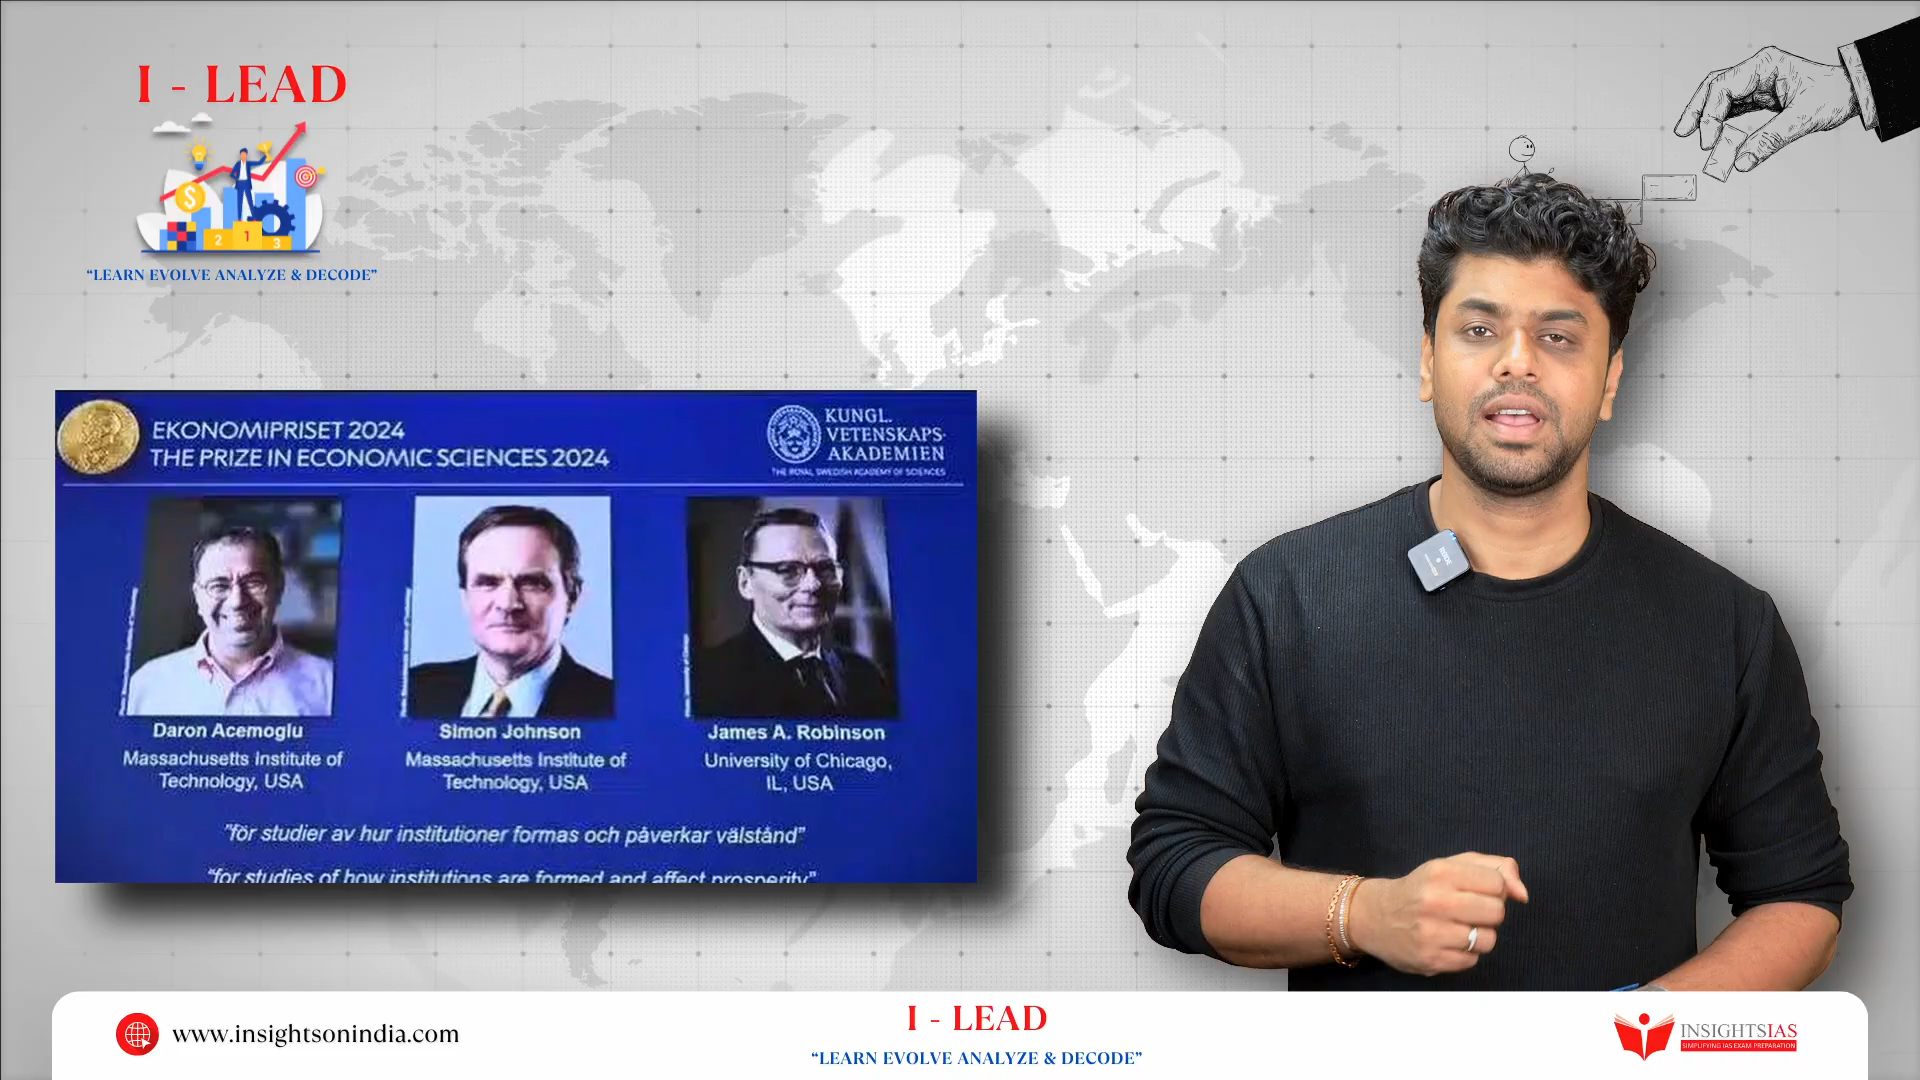 I - LEAD
2 1 3
$
“LEARN EVOLVE ANALYZE & DECODE”
EKONOMIPRISET 2024
THE PRIZE IN ECONOMIC SCIENCES 2024
KUNGL.
VETENSKAPS-
AKADEMIEN
THE ROYAL SWEDISH ACADEMY OF SCIENCES
Daron Acemoglu
Massachusetts Institute of
Technology, USA
Simon Johnson
Massachusetts Institute of
Technology, USA
James A. Robinson
University of Chicago,
IL, USA
"för studier av hur institutioner formas och påverkar välstånd"
"for studies of how institutions are formed and affect prosperity"
www.insightsonindia.com
I - LEAD
“LEARN EVOLVE ANALYZE & DECODE”
INSIGHTSIAS
SIMPLIFYING IAS EXAM PREPARATION